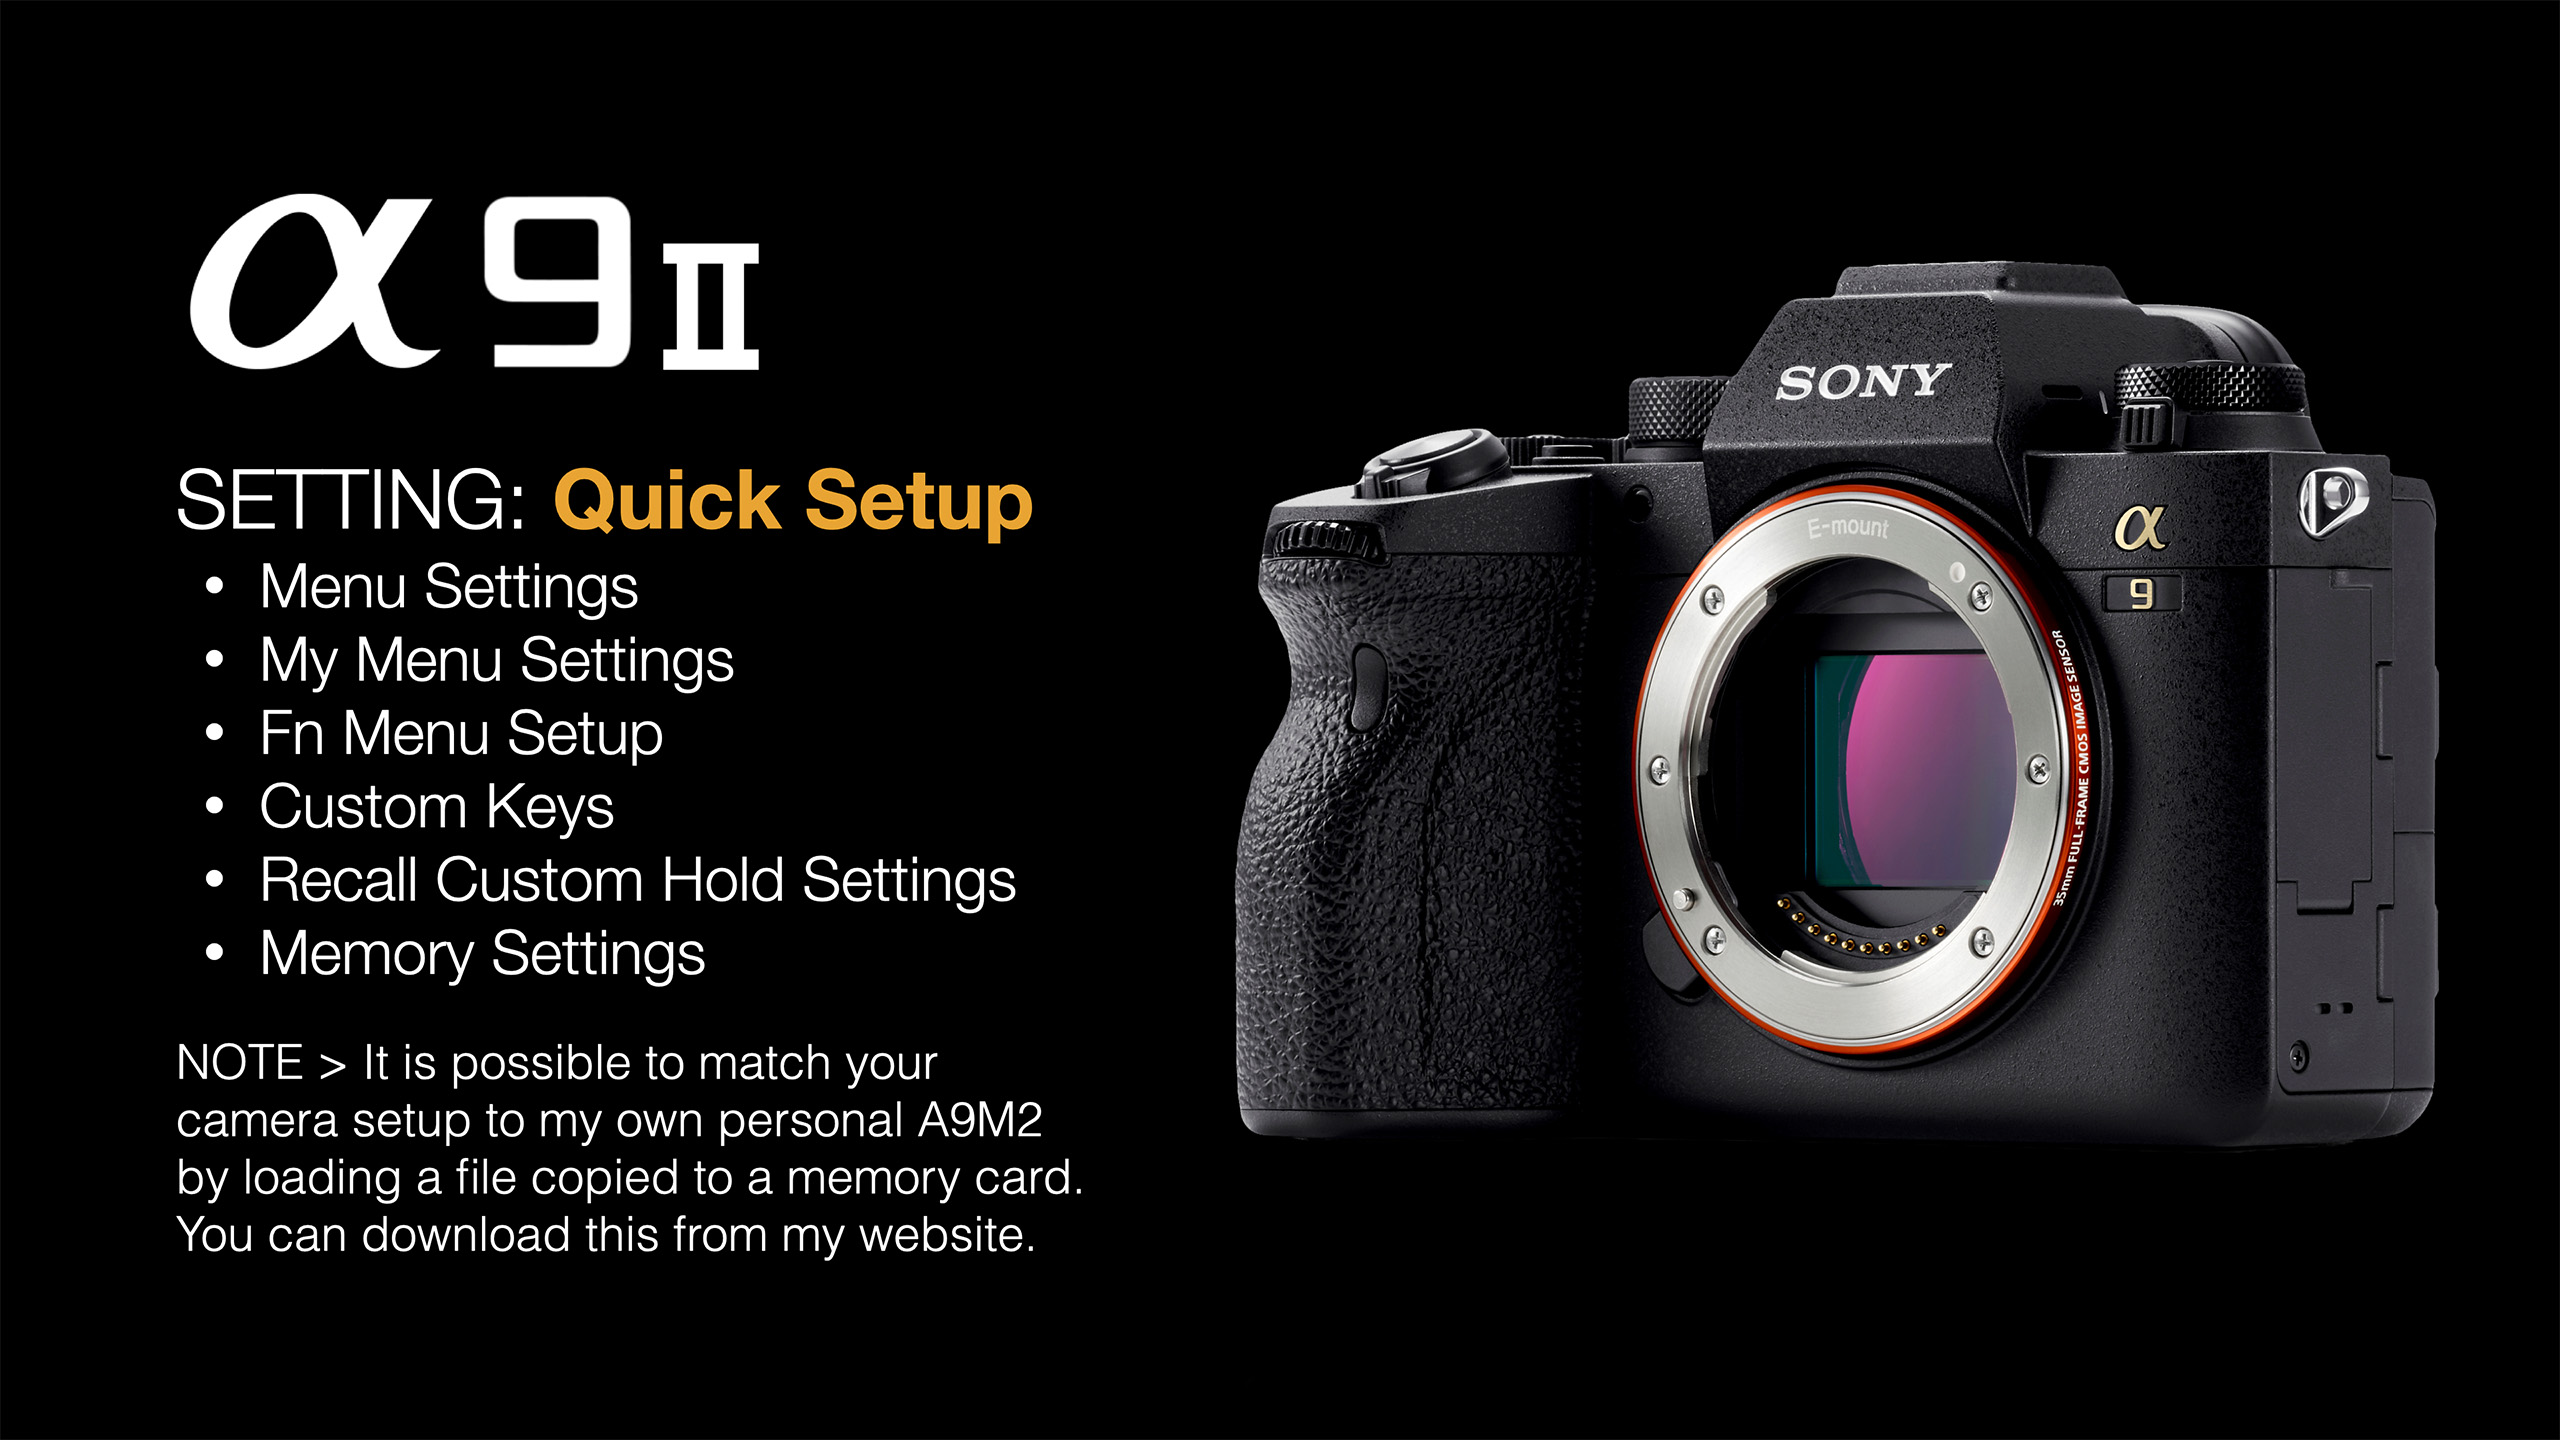 α 9 II
SETTING: Quick Setup
• Menu Settings
• My Menu Settings
• Fn Menu Setup
• Custom Keys
• Recall Custom Hold Settings
• Memory Settings
NOTE > It is possible to match your
camera setup to my own personal A9M2
by loading a file copied to a memory card.
You can download this from my website.
SONY
E-mount
α
9
35mm FULL-FRAME CMOS IMAGE SENSOR